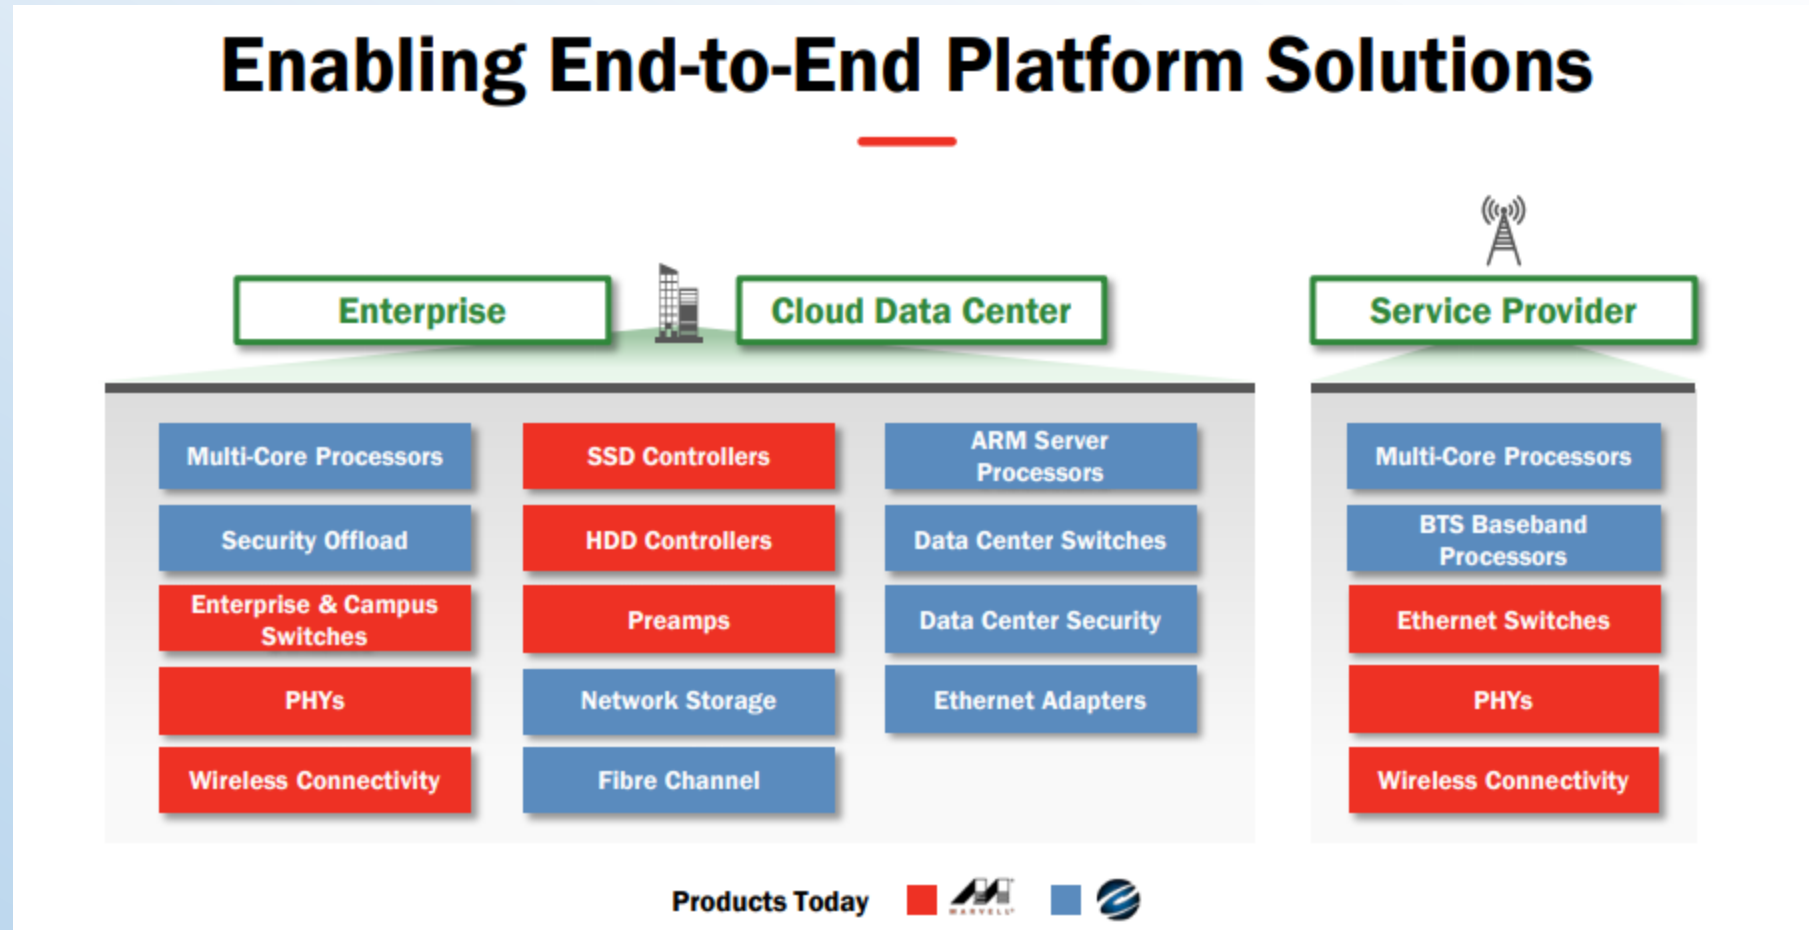 Enabling End-to-End Platform Solutions
Enterprise
Cloud Data Center
Service Provider
Multi-Core Processors
Security Offload
Enterprise & Campus
Switches
PHYs
Wireless Connectivity
SSD Controllers
HDD Controllers
Preamps
Network Storage
Fibre Channel
ARM Server
Processors
Data Center Switches
Data Center Security
Ethernet Adapters
Multi-Core Processors
BTS Baseband
Processors
Ethernet Switches
PHYs
Wireless Connectivity
Products Today
MARVELL®